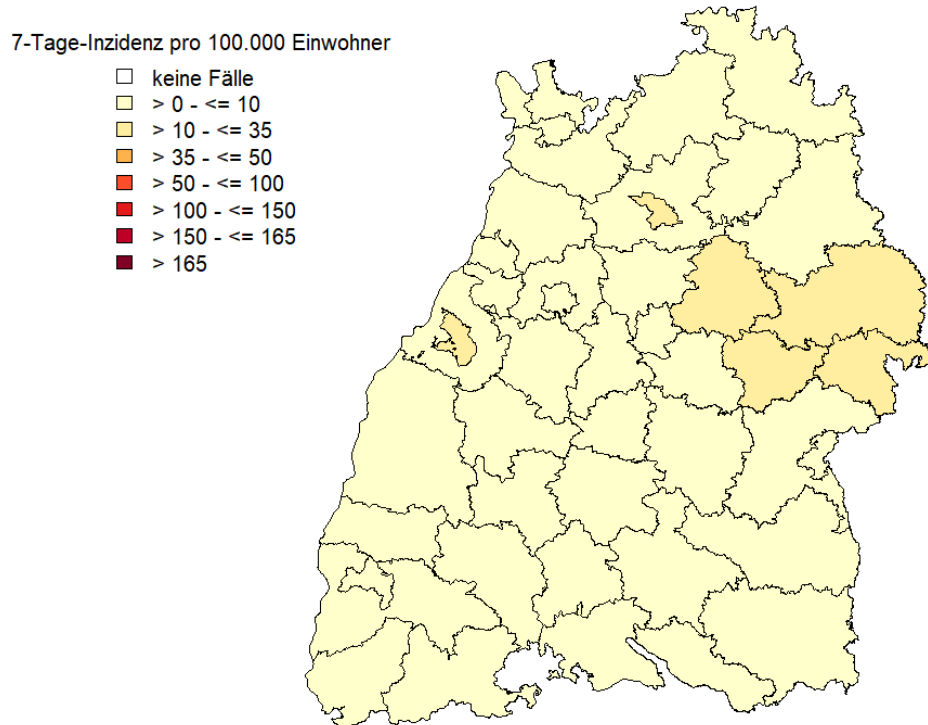 7-Tage-Inzidenz pro 100.000 Einwohner
keine Fälle
> 0 - <= 10
> 10 - <= 35
> 35 - <= 50
> 50 - <= 100
> 100 - <= 150
> 150 - <= 165
> 165